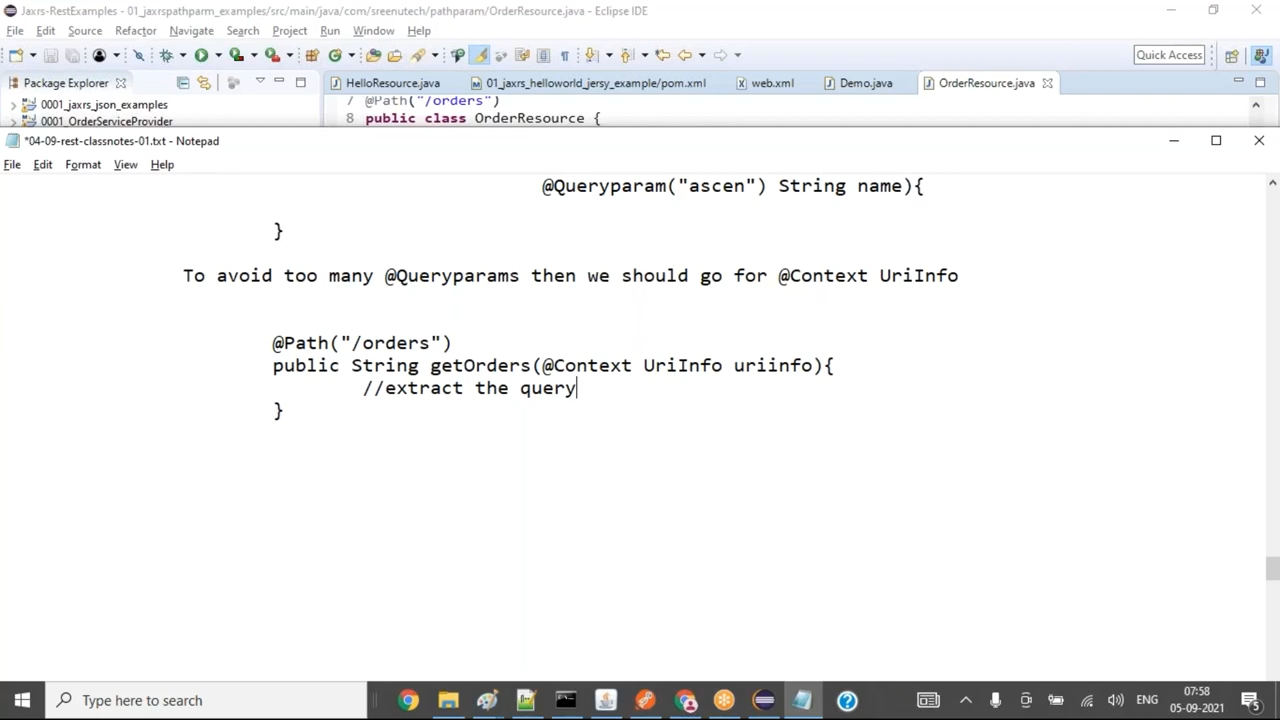 Jaxrs-RestExamples - 01_jaxrspathparm_examples/src/main/java/com/sreenutech/pathparam/OrderResource.java - Eclipse IDE
File Edit Source Refactor Navigate Search Project Run Window Help
Quick Access
Package Explorer
HelloResource.java 01_jaxrs_helloworld_jersy_example/pom.xml web.xml Demo.java OrderResource.java
0001_jaxrs_json_examples
0001_OrderServiceProvider
7 @Path("/orders")
8 public class OrderResource {
*04-09-rest-classnotes-01.txt - Notepad
File Edit Format View Help
@Queryparam("ascen") String name){
}
To avoid too many @Queryparams then we should go for @Context UriInfo
@Path("/orders")
public String getOrders(@Context UriInfo uriinfo){
//extract the query
}
Type here to search
ENG
07:58
05-09-2021
5